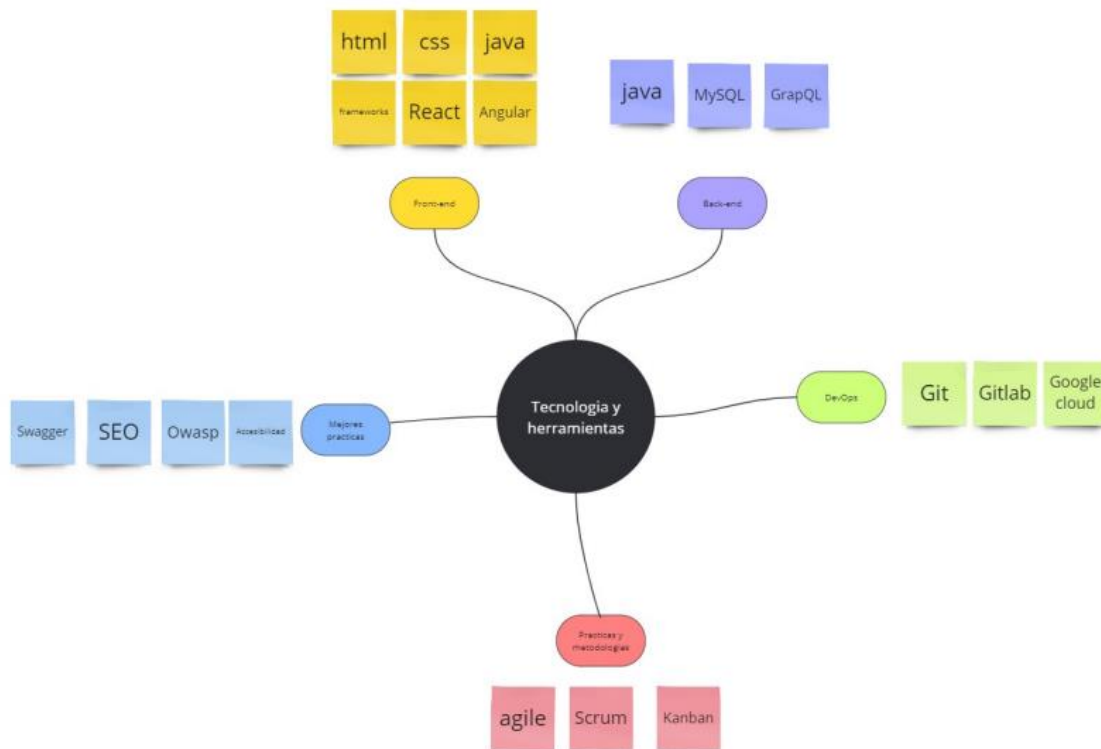 html
css
java
frameworks
React
Angular
java
MySQL
GrapQL
Front-end
Back-end
Tecnologia y
herramientas
DevOps
Git
Gitlab
Google
cloud
Mejores
practicas
Swagger
SEO
Owasp
Accesibilidad
Practicas y
metodologias
agile
Scrum
Kanban